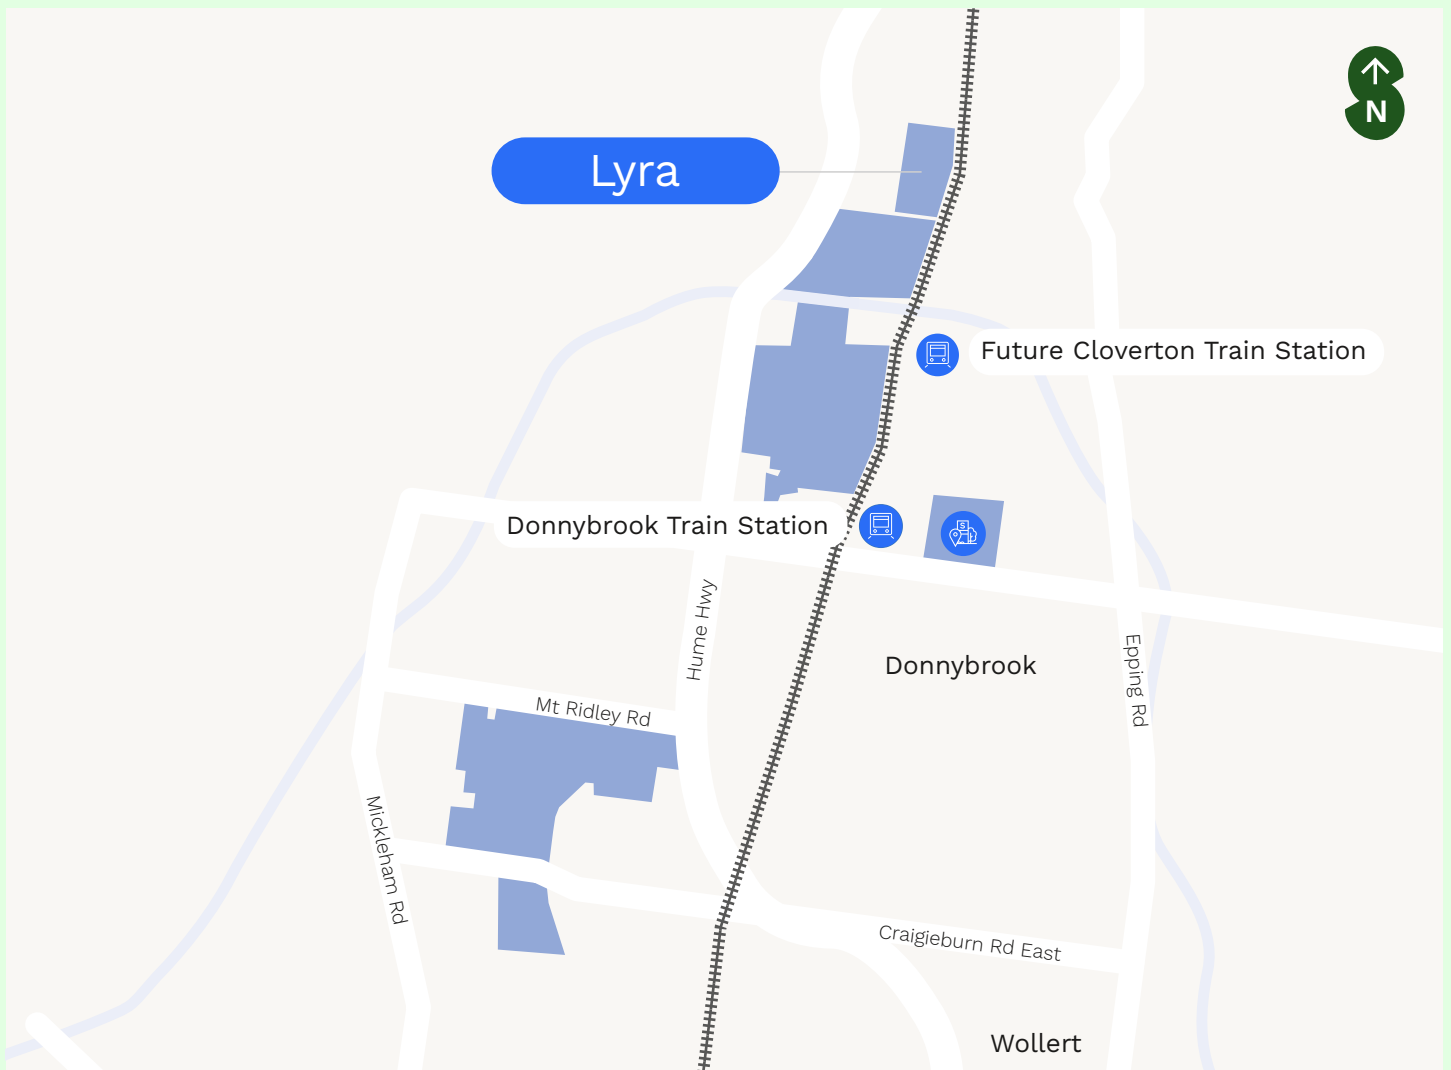 N
Lyra
Future Cloverton Train Station
S
Donnybrook Train Station
Hume Hwy
Donnybrook
Epping Rd
Mt Ridley Rd
Mickleham Rd
Craigieburn Rd East
Wollert